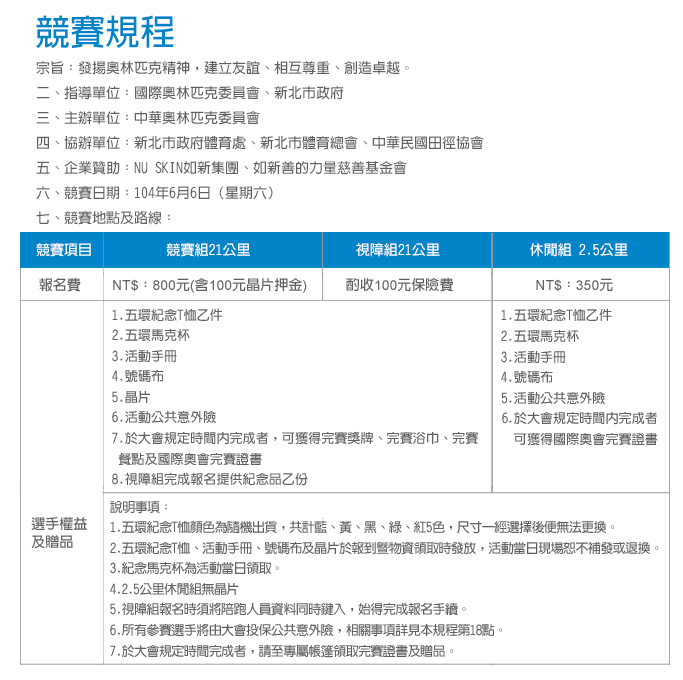 競賽規程
宗旨：發揚奧林匹克精神，建立友誼、相互尊重、創造卓越。
二、指導單位：國際奧林匹克委員會、新北市政府
三、主辦單位：中華奧林匹克委員會
四、協辦單位：新北市政府體育處、新北市體育總會、中華民國田徑協會
五、企業贊助：NU SKIN如新集團、如新善的力量慈善基金會
六、競賽日期：104年6月6日（星期六）
七、競賽地點及路線：
競賽項目 競賽組21公里 視障組21公里 休閒組 2.5公里
報名費 NT$：800元(含100元晶片押金) 酌收100元保險費 NT$：350元
1.五環紀念T恤乙件
2.五環馬克杯
3.活動手冊
4.號碼布
5.晶片
6.活動公共意外險
7.於大會規定時間內完成者，可獲得完賽獎牌、完賽浴巾、完賽
餐點及國際奧會完賽證書
8.視障組完成報名提供紀念品乙份
1.五環紀念T恤乙件
2.五環馬克杯
3.活動手冊
4.號碼布
5.活動公共意外險
6.於大會規定時間内完成者
可獲得國際奧會完賽證書
選手權益
及贈品
說明事項：
1.五環紀念T恤顏色為隨機出貨，共計藍、黃、黑、綠、紅5色，尺寸一經選擇後便無法更換。
2.五環紀念T恤、活動手冊、號碼布及晶片於報到暨物資領取時發放，活動當日現場恕不補發或退換。
3.紀念馬克杯為活動當日領取。
4.2.5公里休閒組無晶片
5.視障組報名時須將陪跑人員資料同時鍵入，始得完成報名手續。
6.所有參賽選手將由大會投保公共意外險，相關事項詳見本規程第18點。
7.於大會規定時間完成者，請至專屬帳篷領取完賽證書及贈品。